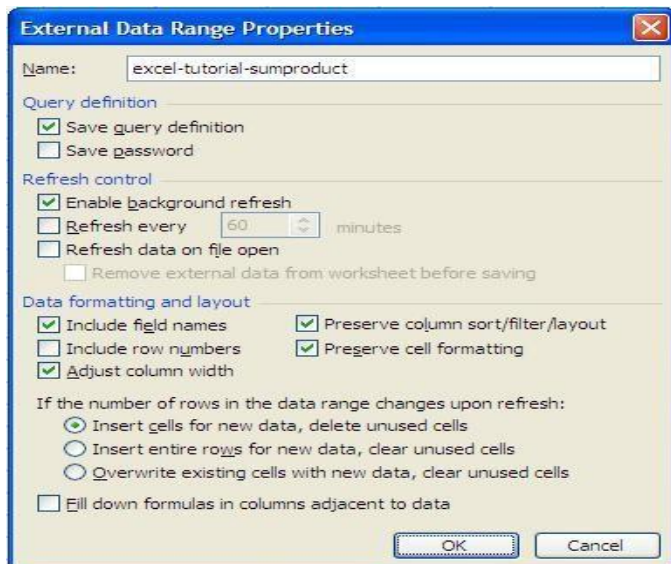 External Data Range Properties
Name: excel-tutorial-sumproduct
Query definition
Save query definition
Save password
Refresh control
Enable background refresh
Refresh every 60 minutes
Refresh data on file open
Remove external data from worksheet before saving
Data formatting and layout
Include field names Preserve column sort/filter/layout
Include row numbers Preserve cell formatting
Adjust column width
If the number of rows in the data range changes upon refresh:
Insert cells for new data, delete unused cells
Insert entire rows for new data, clear unused cells
Overwrite existing cells with new data, clear unused cells
Fill down formulas in columns adjacent to data
OK Cancel